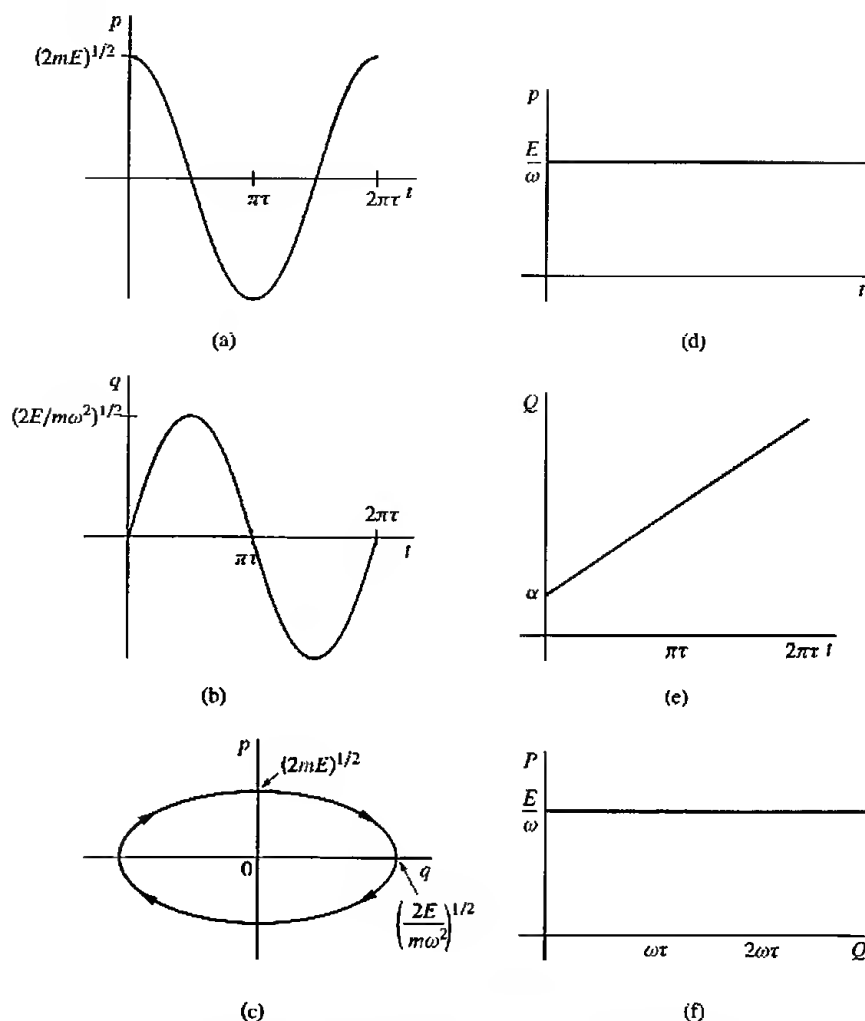 p
(2mE)^{1/2}
πτ
2πτ t
(a)
q
(2E/mω²)^{1/2}
2πτ
πτ
t
(b)
p
(2mE)^{1/2}
0
q
(2E/mω²)^{1/2}
(c)
p
E/ω
t
(d)
Q
α
πτ
2πτ t
(e)
P
E/ω
ωτ
2ωτ
Q
(f)